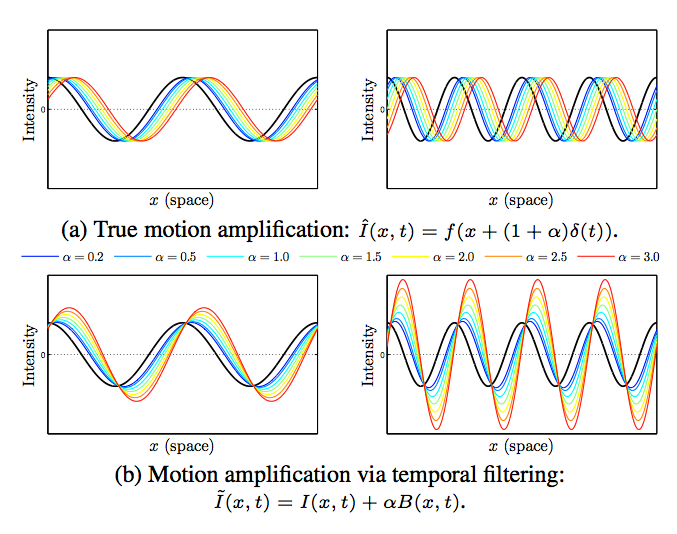 Intensity
0
x (space)
Intensity
0
x (space)
(a) True motion amplification: Î(x, t) = f(x + (1 + α)δ(t)).
α = 0.2 α = 0.5 α = 1.0 α = 1.5 α = 2.0 α = 2.5 α = 3.0
Intensity
0
x (space)
Intensity
0
x (space)
(b) Motion amplification via temporal filtering:
Ĩ(x, t) = I(x, t) + αB(x, t).